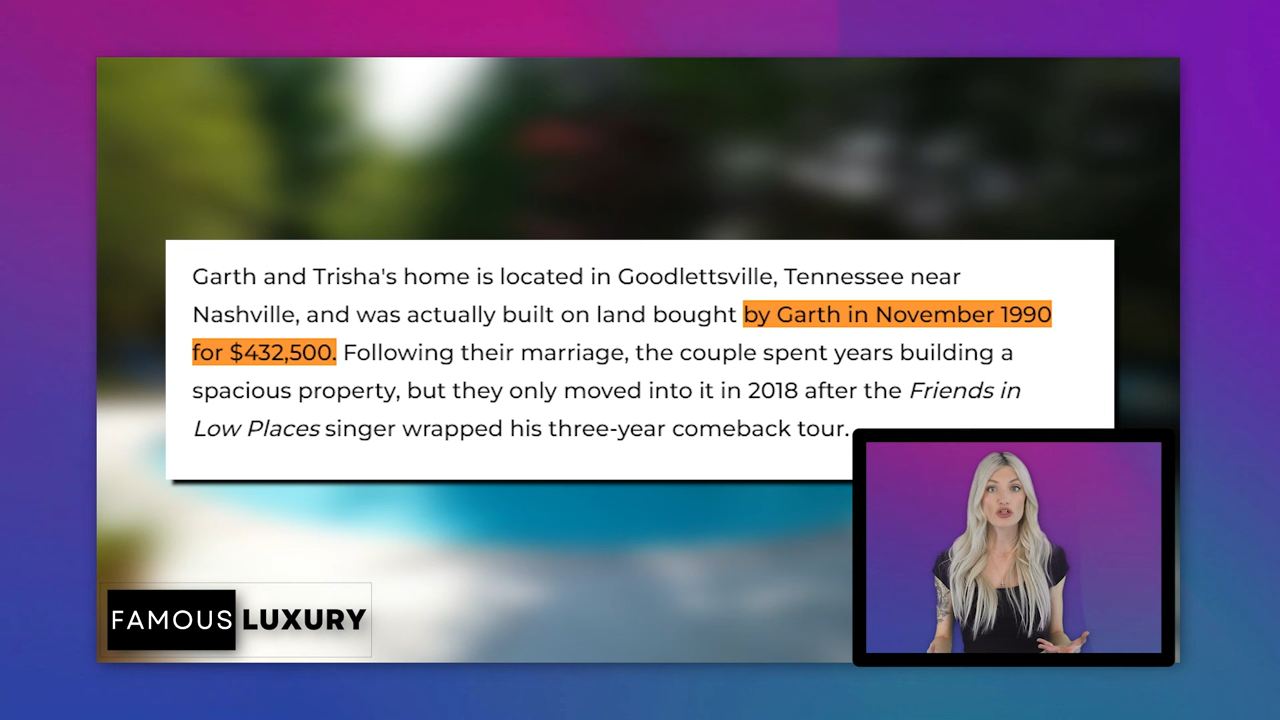 Garth and Trisha's home is located in Goodlettsville, Tennessee near
Nashville, and was actually built on land bought by Garth in November 1990
for $432,500. Following their marriage, the couple spent years building a
spacious property, but they only moved into it in 2018 after the Friends in
Low Places singer wrapped his three-year comeback tour.
FAMOUS LUXURY